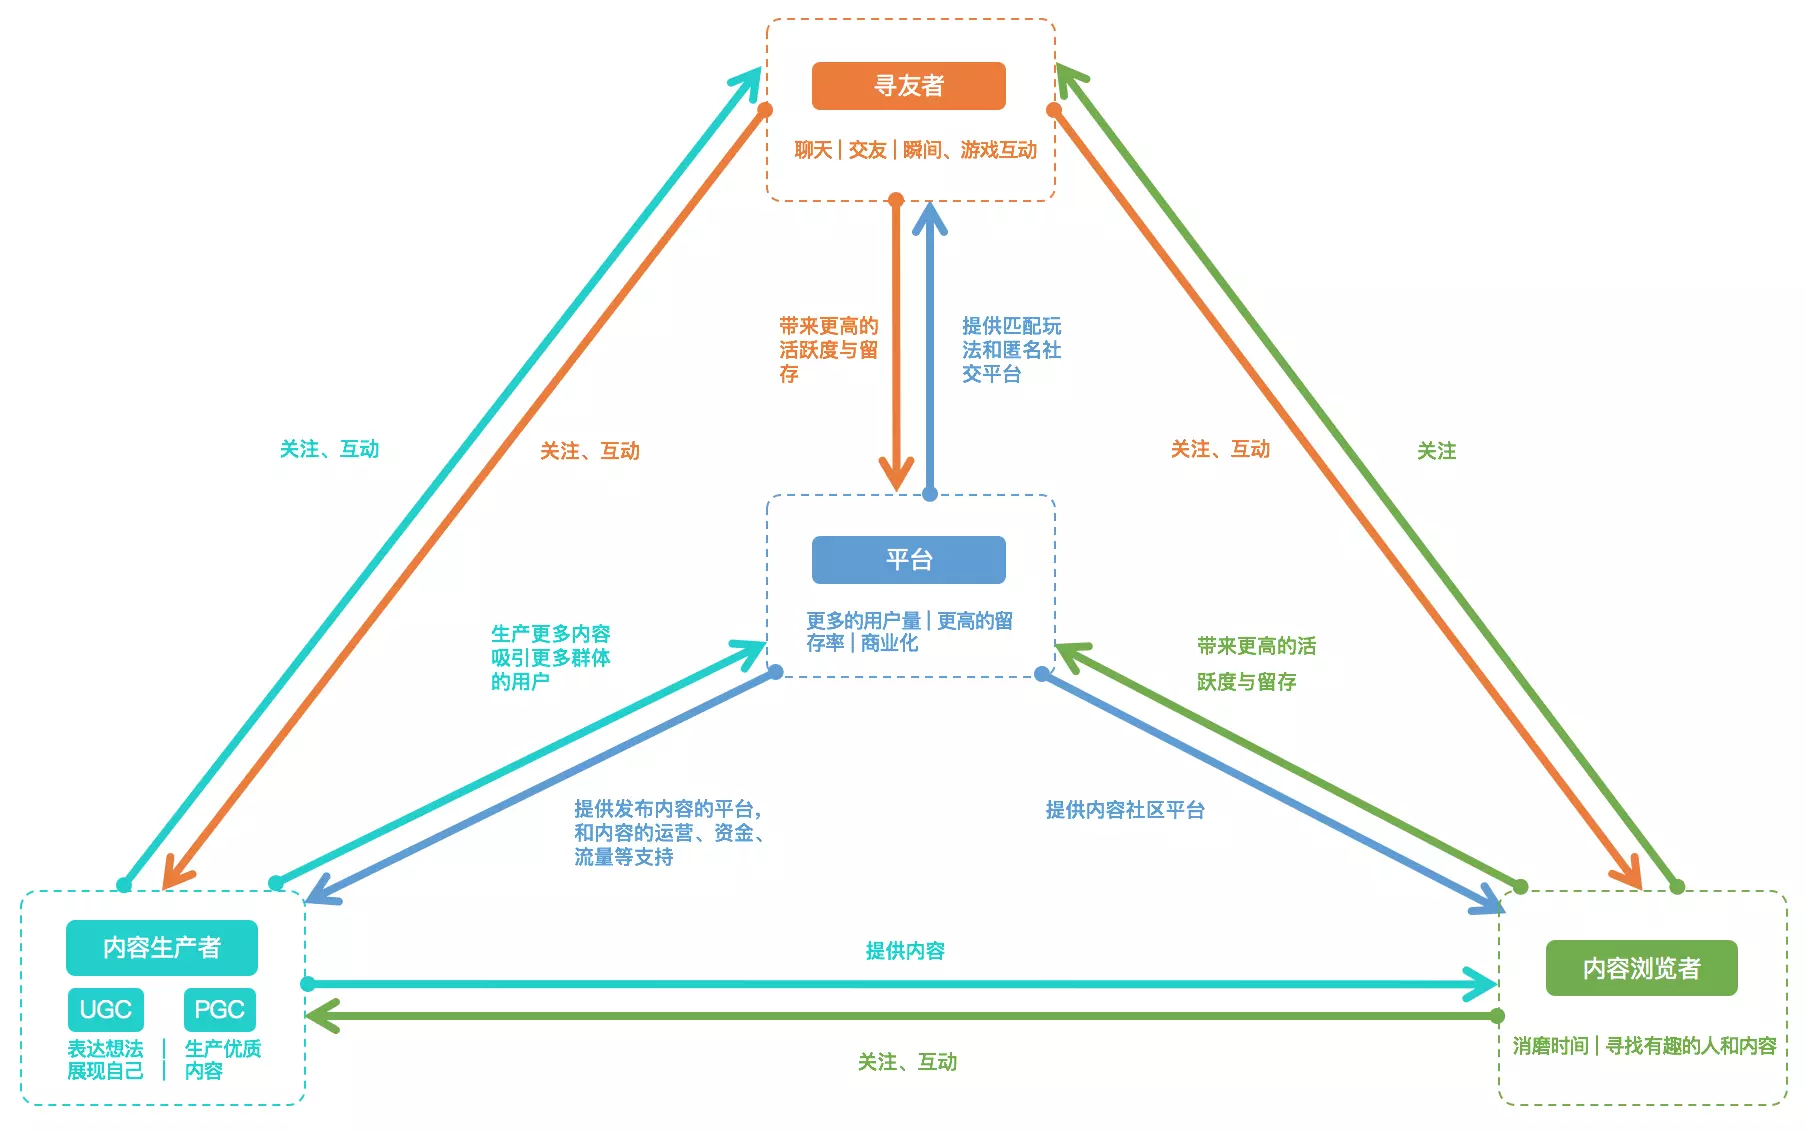 寻友者
聊天 | 交友 | 瞬间、游戏互动
带来更高的
活跃度与留
存
提供匹配玩
法和匿名社
交平台
关注、互动
关注、互动
关注、互动
关注
平台
更多的用户量 | 更高的留
存率 | 商业化
生产更多内容
吸引更多群体
的用户
带来更高的活
跃度与留存
提供发布内容的平台,
和内容的运营、资金、
流量等支持
提供内容社区平台
内容生产者
UGC
PGC
表达想法 | 生产优质
展现自己 | 内容
提供内容
关注、互动
内容浏览者
消磨时间 | 寻找有趣的人和内容